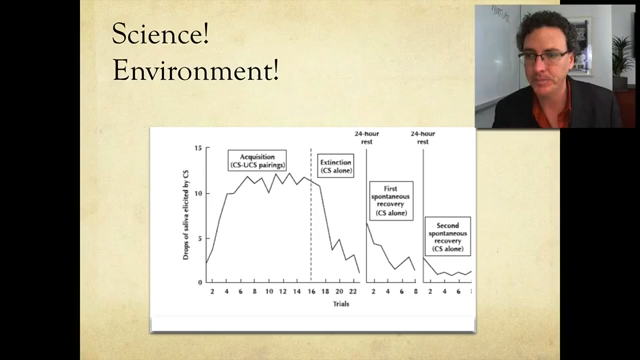 Science!
Environment!
24-hour
rest
24-hour
rest
Acquisition
(CS-UCS pairings)
Extinction
(CS alone)
First
spontaneous
recovery
(CS alone)
Second
spontaneous
recovery
(CS alone)
Drops of saliva elicited by CS
15
10
5
0
2 4 6 8 10 12 14 16 18 20 22
2 4 6 8
2 4 6
Trials